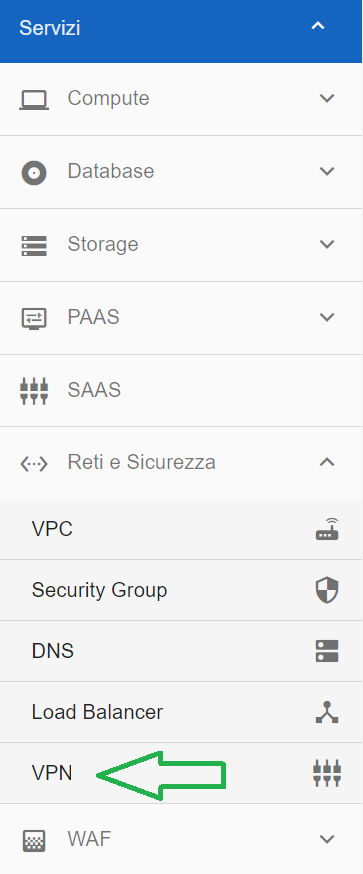 Servizi
Compute
Database
Storage
PAAS
SAAS
Reti e Sicurezza
VPC
Security Group
DNS
Load Balancer
VPN
WAF